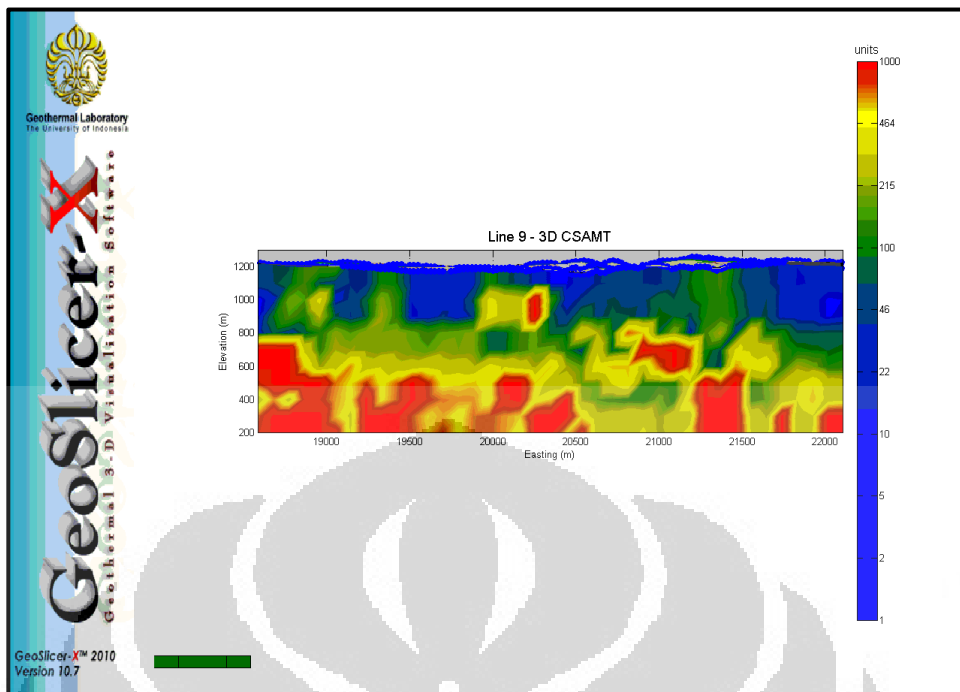 Geothermal Laboratory
The University of Indonesia
GeoSlicer-X
Geothermal 3-D Visualization Software
GeoSlicer-X™ 2010
Version 10.7
Line 9 - 3D CSAMT
Elevation (m)
1200
1000
800
600
400
200
19000 19500 20000 20500 21000 21500 22000
Easting (m)
units
1000
464
215
100
46
22
10
5
2
1